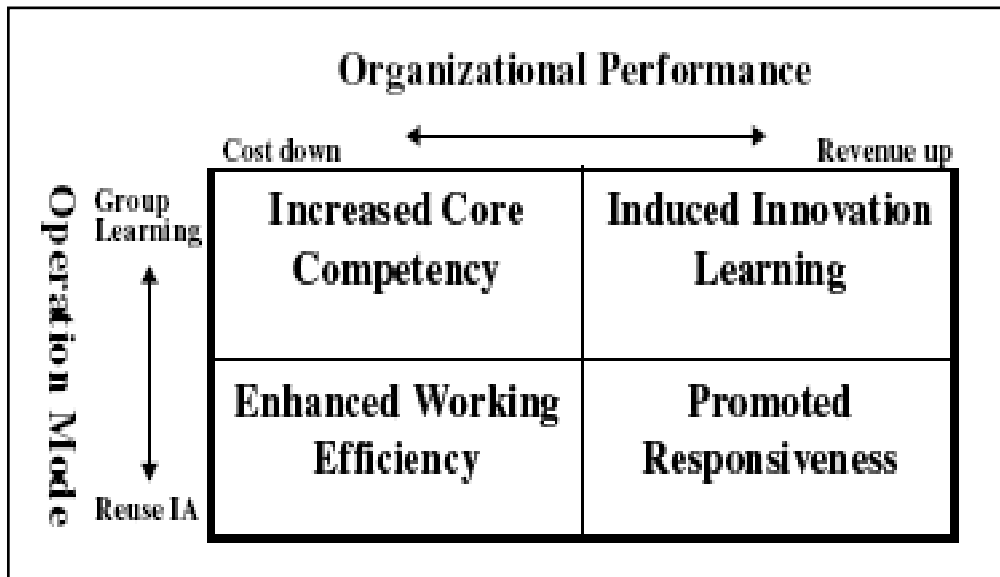 Organizational Performance
Cost down
Revenue up
Operation Mode
Group
Learning
Increased Core
Competency
Induced Innovation
Learning
Enhanced Working
Efficiency
Promoted
Responsiveness
Reuse IA